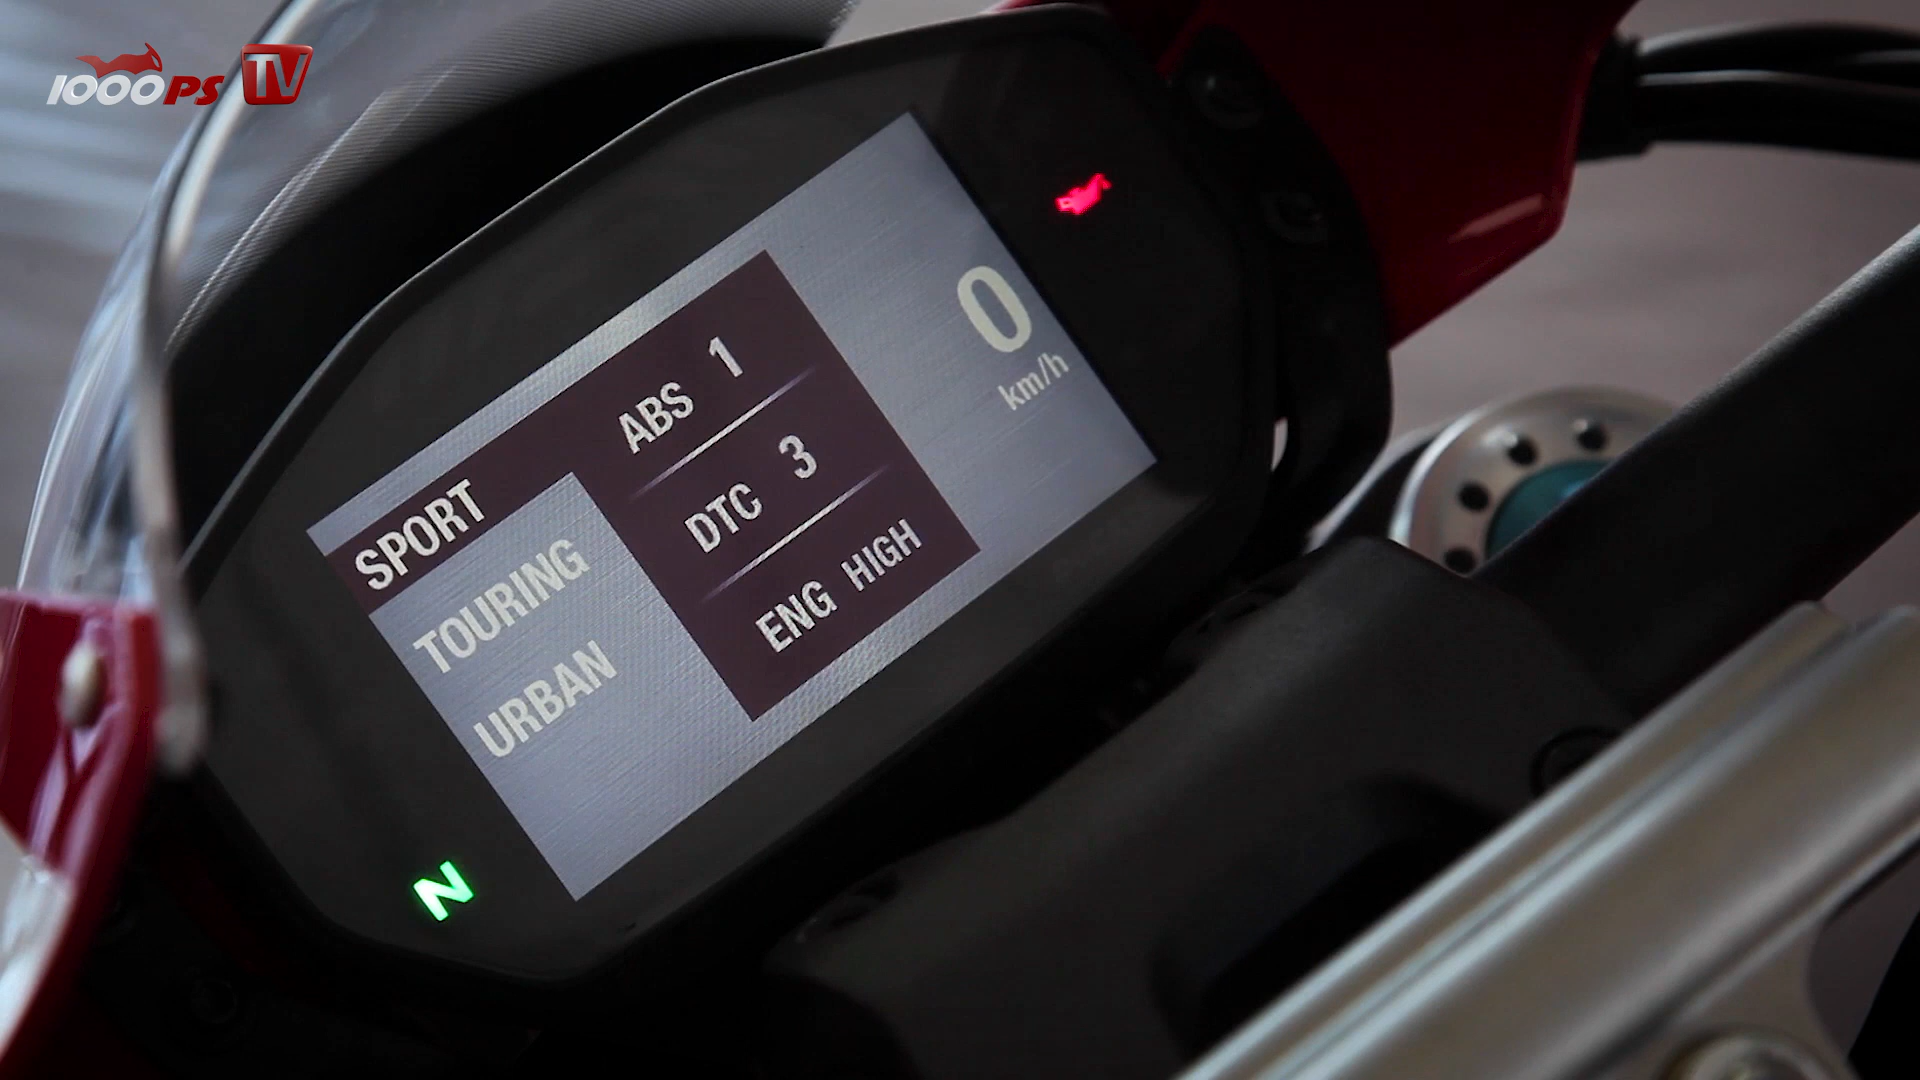 1000PS TV
SPORT
TOURING
URBAN
ABS 1
DTC 3
ENG HIGH
0
km/h
N